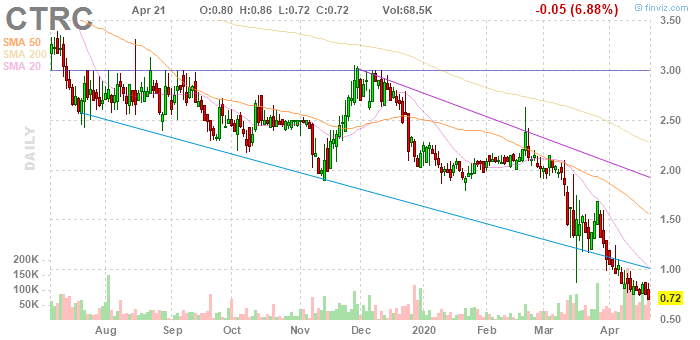 CTRC Apr 21 O:0.80 H:0.86 L:0.72 C:0.72 Vol:68.5K -0.05 (6.88%)
© finviz.com
SMA 50
SMA 200
SMA 20
DAILY
3.50
3.00
2.50
2.00
1.50
1.00
0.72
0.50
200K
150K
100K
50K
Aug Sep Oct Nov Dec 2020 Feb Mar Apr